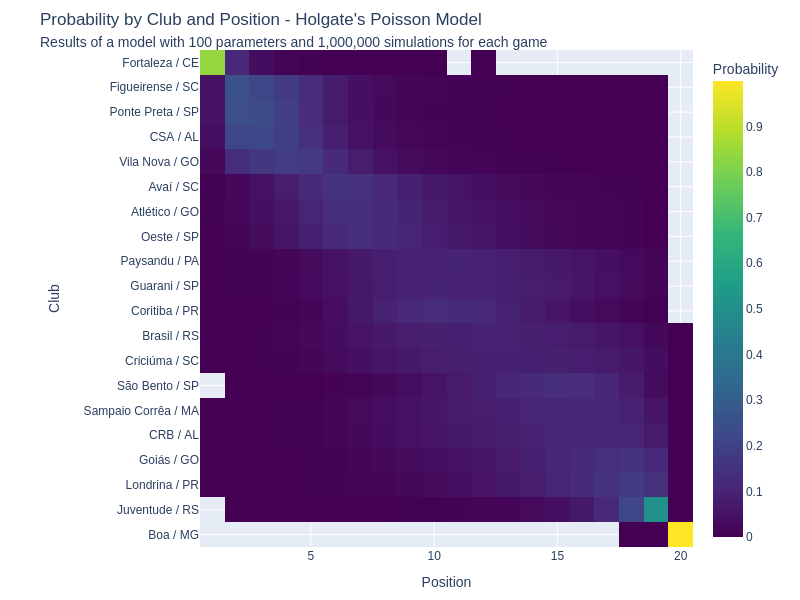 Probability by Club and Position - Holgate's Poisson Model
Results of a model with 100 parameters and 1,000,000 simulations for each game
Probability
Fortaleza / CE
Figueirense / SC
Ponte Preta / SP
CSA / AL
Vila Nova / GO
Avaí / SC
Atlético / GO
Oeste / SP
Paysandu / PA
Guarani / SP
Coritiba / PR
Brasil / RS
Criciúma / SC
São Bento / SP
Sampaio Corrêa / MA
CRB / AL
Goiás / GO
Londrina / PR
Juventude / RS
Boa / MG
Club
5
10
15
20
Position
0.9
0.8
0.7
0.6
0.5
0.4
0.3
0.2
0.1
0